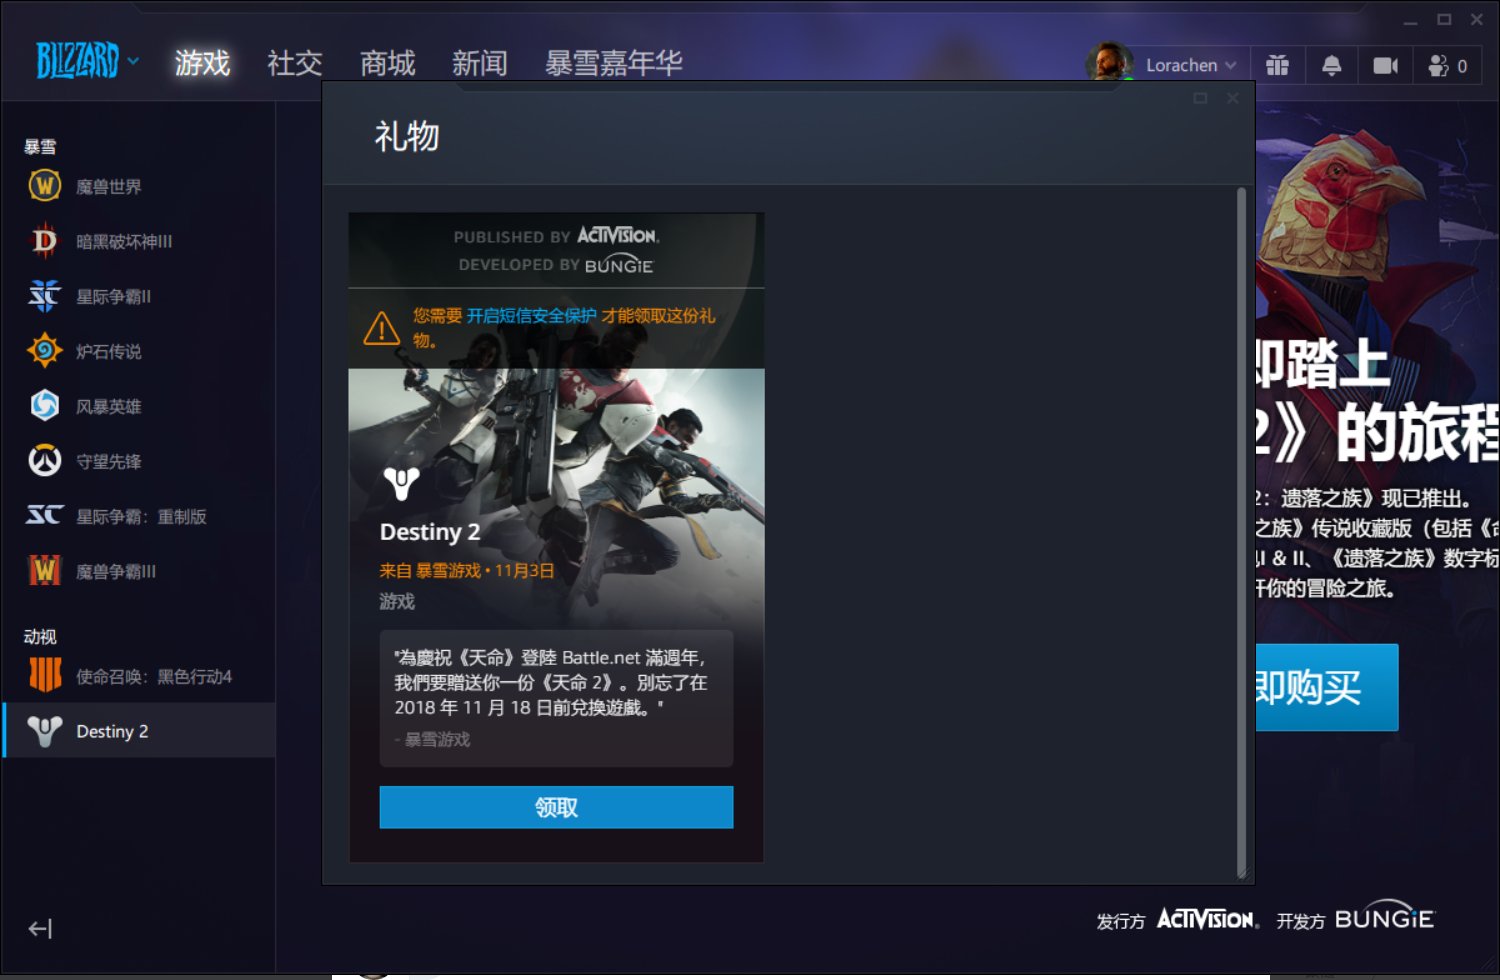 BLIZZARD
游戏 社交 商城 新闻 暴雪嘉年华
Lorachen
0
暴雪
魔兽世界
暗黑破坏神III
星际争霸II
炉石传说
风暴英雄
守望先锋
星际争霸：重制版
魔兽争霸III
动视
使命召唤：黑色行动4
Destiny 2
礼物
PUBLISHED BY ACTIVISION.
DEVELOPED BY BUNGiE
您需要 开启短信安全保护 才能领取这份礼
物。
Destiny 2
来自 暴雪游戏 • 11月3日
游戏
"為慶祝《天命》登陸 Battle.net 滿週年，
我們要贈送你一份《天命 2》。別忘了在
2018 年 11 月 18 日前兌換遊戲。"
- 暴雪游戏
领取
即踏上
2》的旅程
2：遗落之族》现已推出。
之族》传说收藏版（包括《命
I & II、《遗落之族》数字标
开你的冒险之旅。
即购买
发行方 ACTIVISION. 开发方 BUNGiE